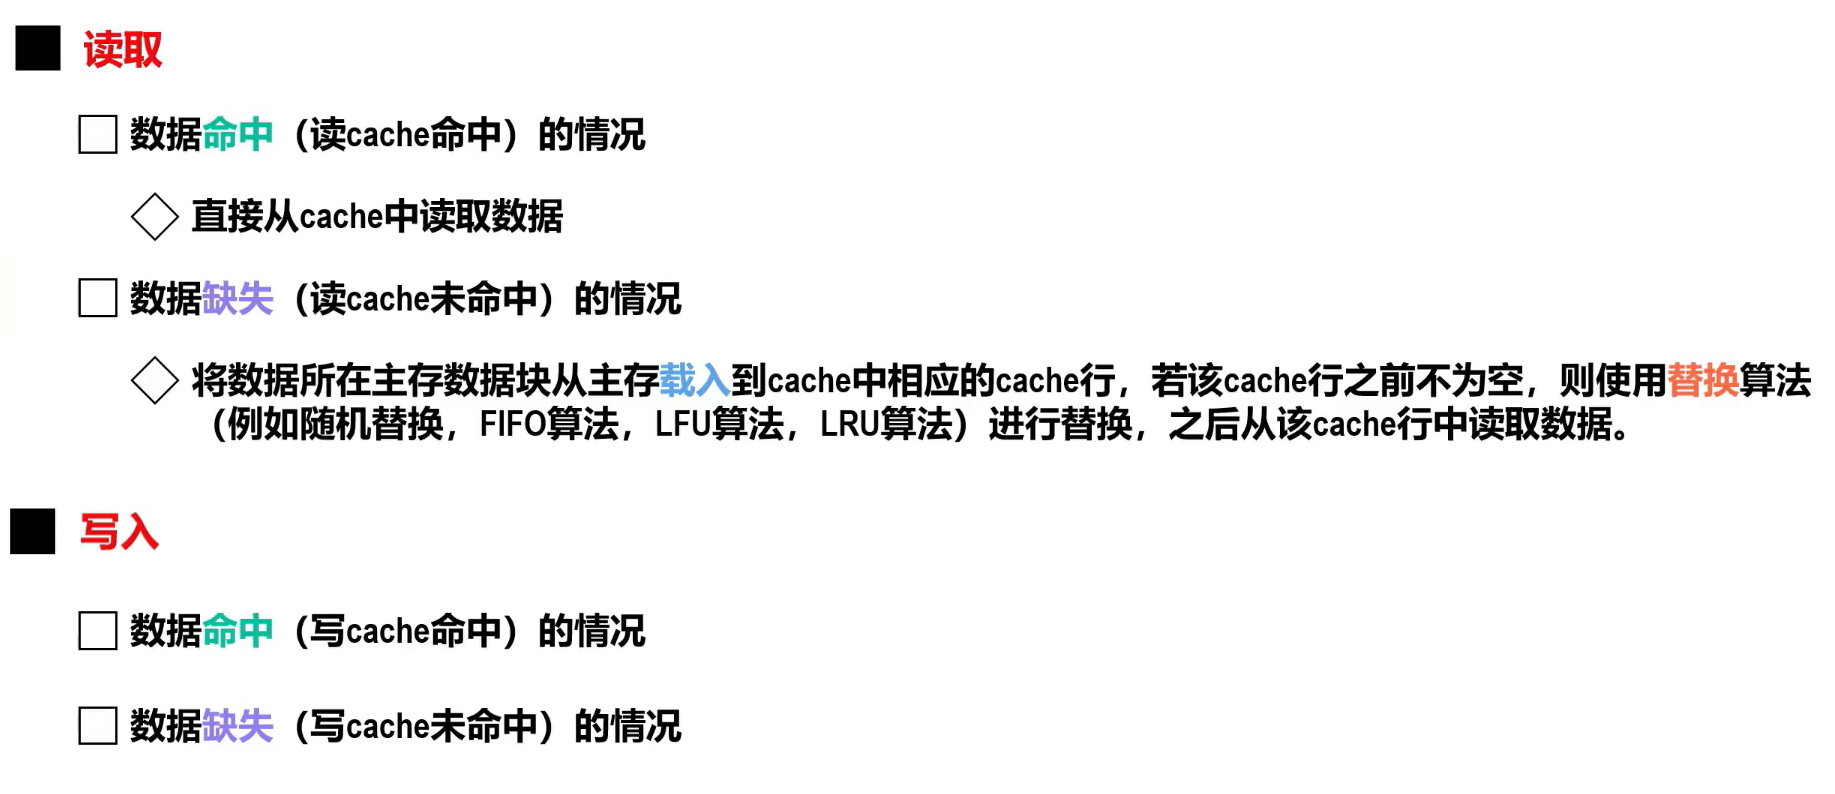 读取
数据命中（读cache命中）的情况
直接从cache中读取数据
数据缺失（读cache未命中）的情况
将数据所在主存数据块从主存载入到cache中相应的cache行，若该cache行之前不为空，则使用替换算法
（例如随机替换，FIFO算法，LFU算法，LRU算法）进行替换，之后从该cache行中读取数据。
写入
数据命中（写cache命中）的情况
数据缺失（写cache未命中）的情况